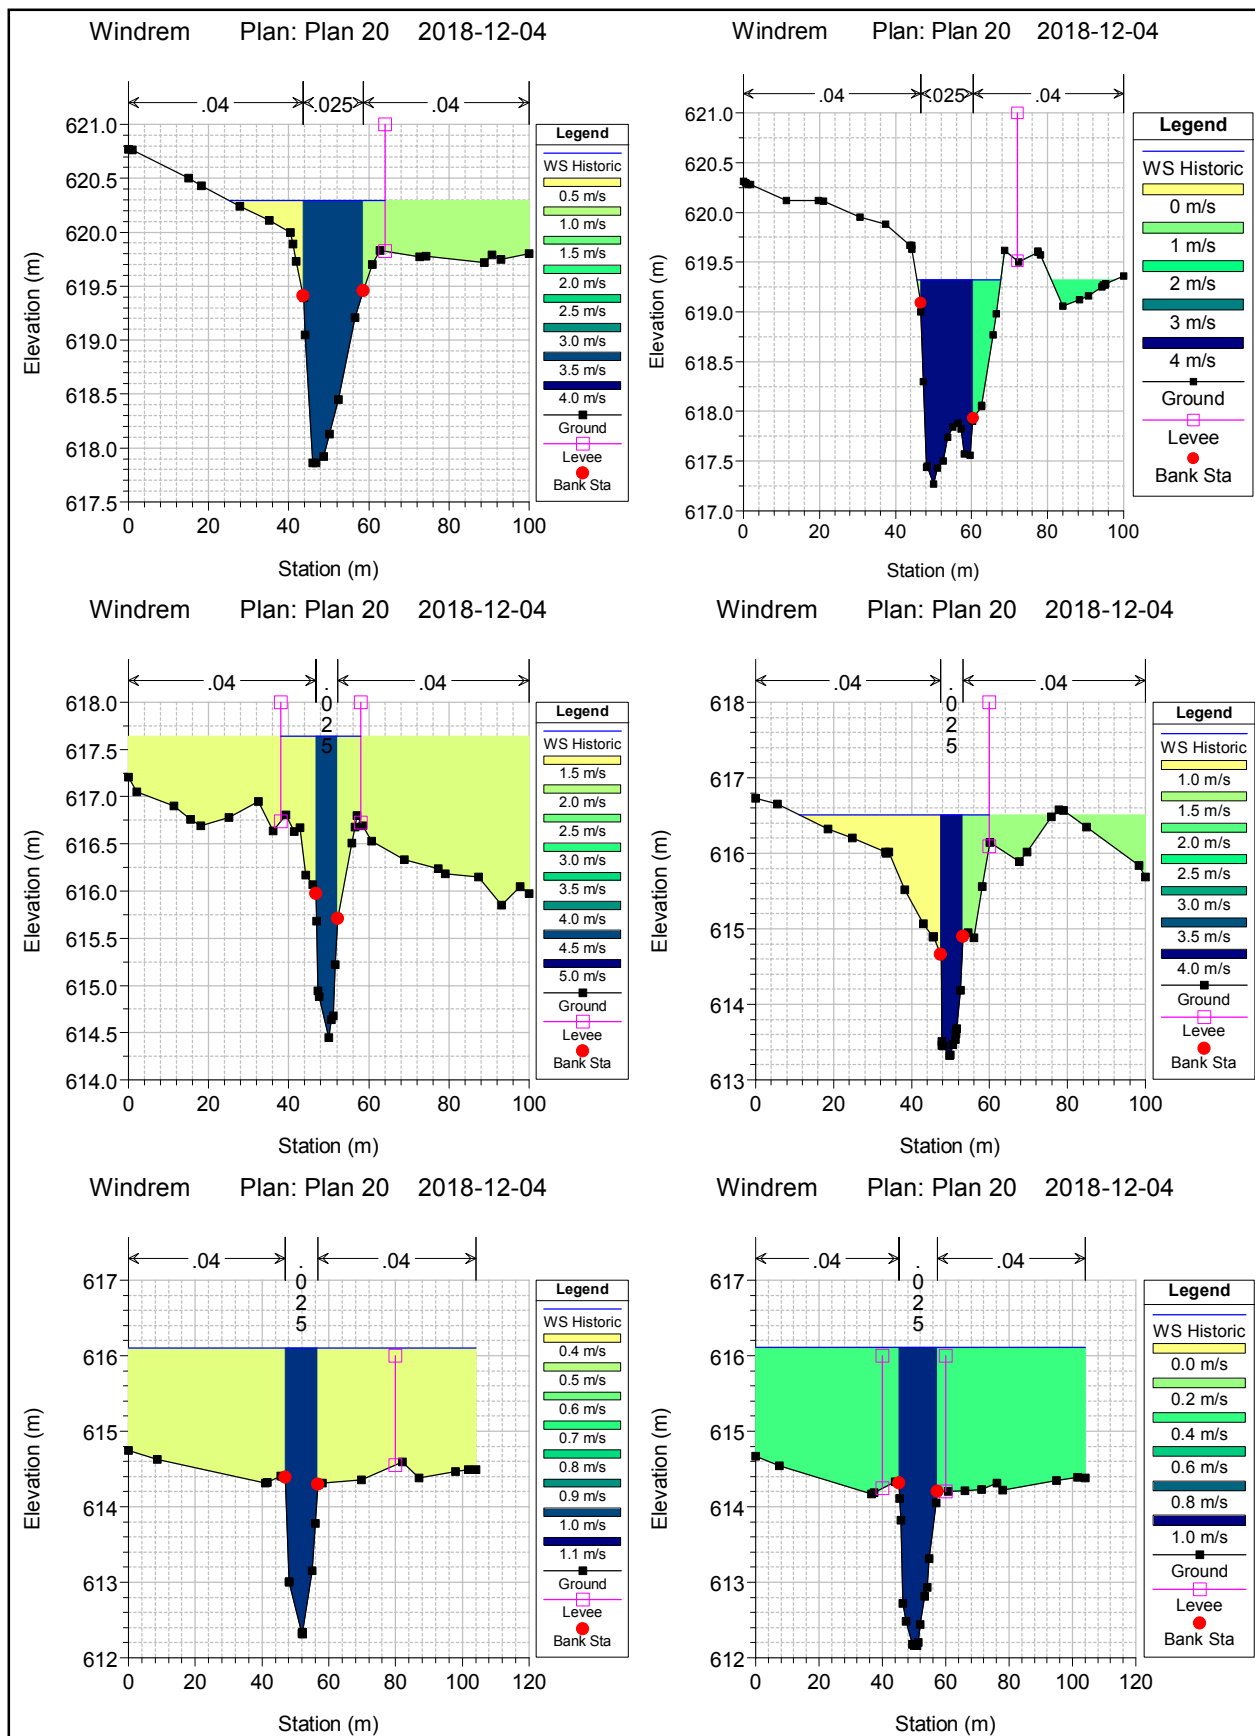 Windrem Plan: Plan 20 2018-12-04
.04 .025 .04
621.0
620.5
620.0
619.5
619.0
618.5
618.0
617.5
0 20 40 60 80 100
Elevation (m)
Station (m)
Legend
WS Historic
0.5 m/s
1.0 m/s
1.5 m/s
2.0 m/s
2.5 m/s
3.0 m/s
3.5 m/s
4.0 m/s
Ground
Levee
Bank Sta
Windrem Plan: Plan 20 2018-12-04
.04 .025 .04
621.0
620.5
620.0
619.5
619.0
618.5
618.0
617.5
617.0
0 20 40 60 80 100
Elevation (m)
Station (m)
Legend
WS Historic
0 m/s
1 m/s
2 m/s
3 m/s
4 m/s
Ground
Levee
Bank Sta
Windrem Plan: Plan 20 2018-12-04
.04 .025 .04
618.0
617.5
617.0
616.5
616.0
615.5
615.0
614.5
614.0
0 20 40 60 80 100
Elevation (m)
Station (m)
Legend
WS Historic
1.5 m/s
2.0 m/s
2.5 m/s
3.0 m/s
3.5 m/s
4.0 m/s
4.5 m/s
5.0 m/s
Ground
Levee
Bank Sta
Windrem Plan: Plan 20 2018-12-04
.04 .025 .04
618
617
616
615
614
613
0 20 40 60 80 100
Elevation (m)
Station (m)
Legend
WS Historic
1.0 m/s
1.5 m/s
2.0 m/s
2.5 m/s
3.0 m/s
3.5 m/s
4.0 m/s
Ground
Levee
Bank Sta
Windrem Plan: Plan 20 2018-12-04
.04 .025 .04
617
616
615
614
613
612
0 20 40 60 80 100 120
Elevation (m)
Station (m)
Legend
WS Historic
0.4 m/s
0.5 m/s
0.6 m/s
0.7 m/s
0.8 m/s
0.9 m/s
1.0 m/s
1.1 m/s
Ground
Levee
Bank Sta
Windrem Plan: Plan 20 2018-12-04
.04 .025 .04
617
616
615
614
613
612
0 20 40 60 80 100 120
Elevation (m)
Station (m)
Legend
WS Historic
0.0 m/s
0.2 m/s
0.4 m/s
0.6 m/s
0.8 m/s
1.0 m/s
Ground
Levee
Bank Sta